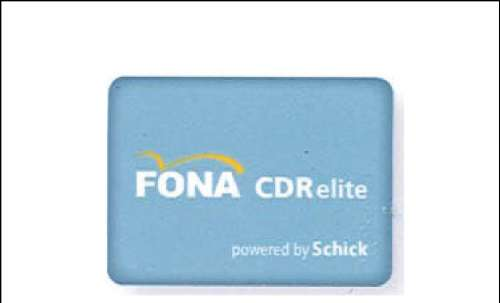 FONA CDRelite
powered by Schick